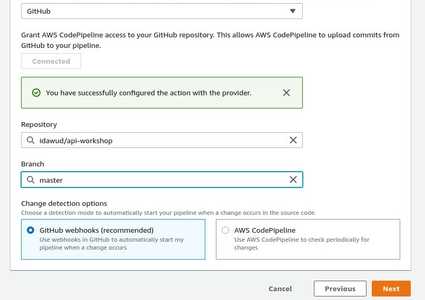 GitHub
Grant AWS CodePipeline access to your GitHub repository. This allows AWS CodePipeline to upload commits from
GitHub to your pipeline.
Connected
You have successfully configured the action with the provider.
Repository
idawud/api-workshop
Branch
master
Change detection options
Choose a detection mode to automatically start your pipeline when a change occurs in the source code.
GitHub webhooks (recommended)
Use webhooks in GitHub to automatically start my
pipeline when a change occurs
AWS CodePipeline
Use AWS CodePipeline to check periodically for
changes
Cancel
Previous
Next